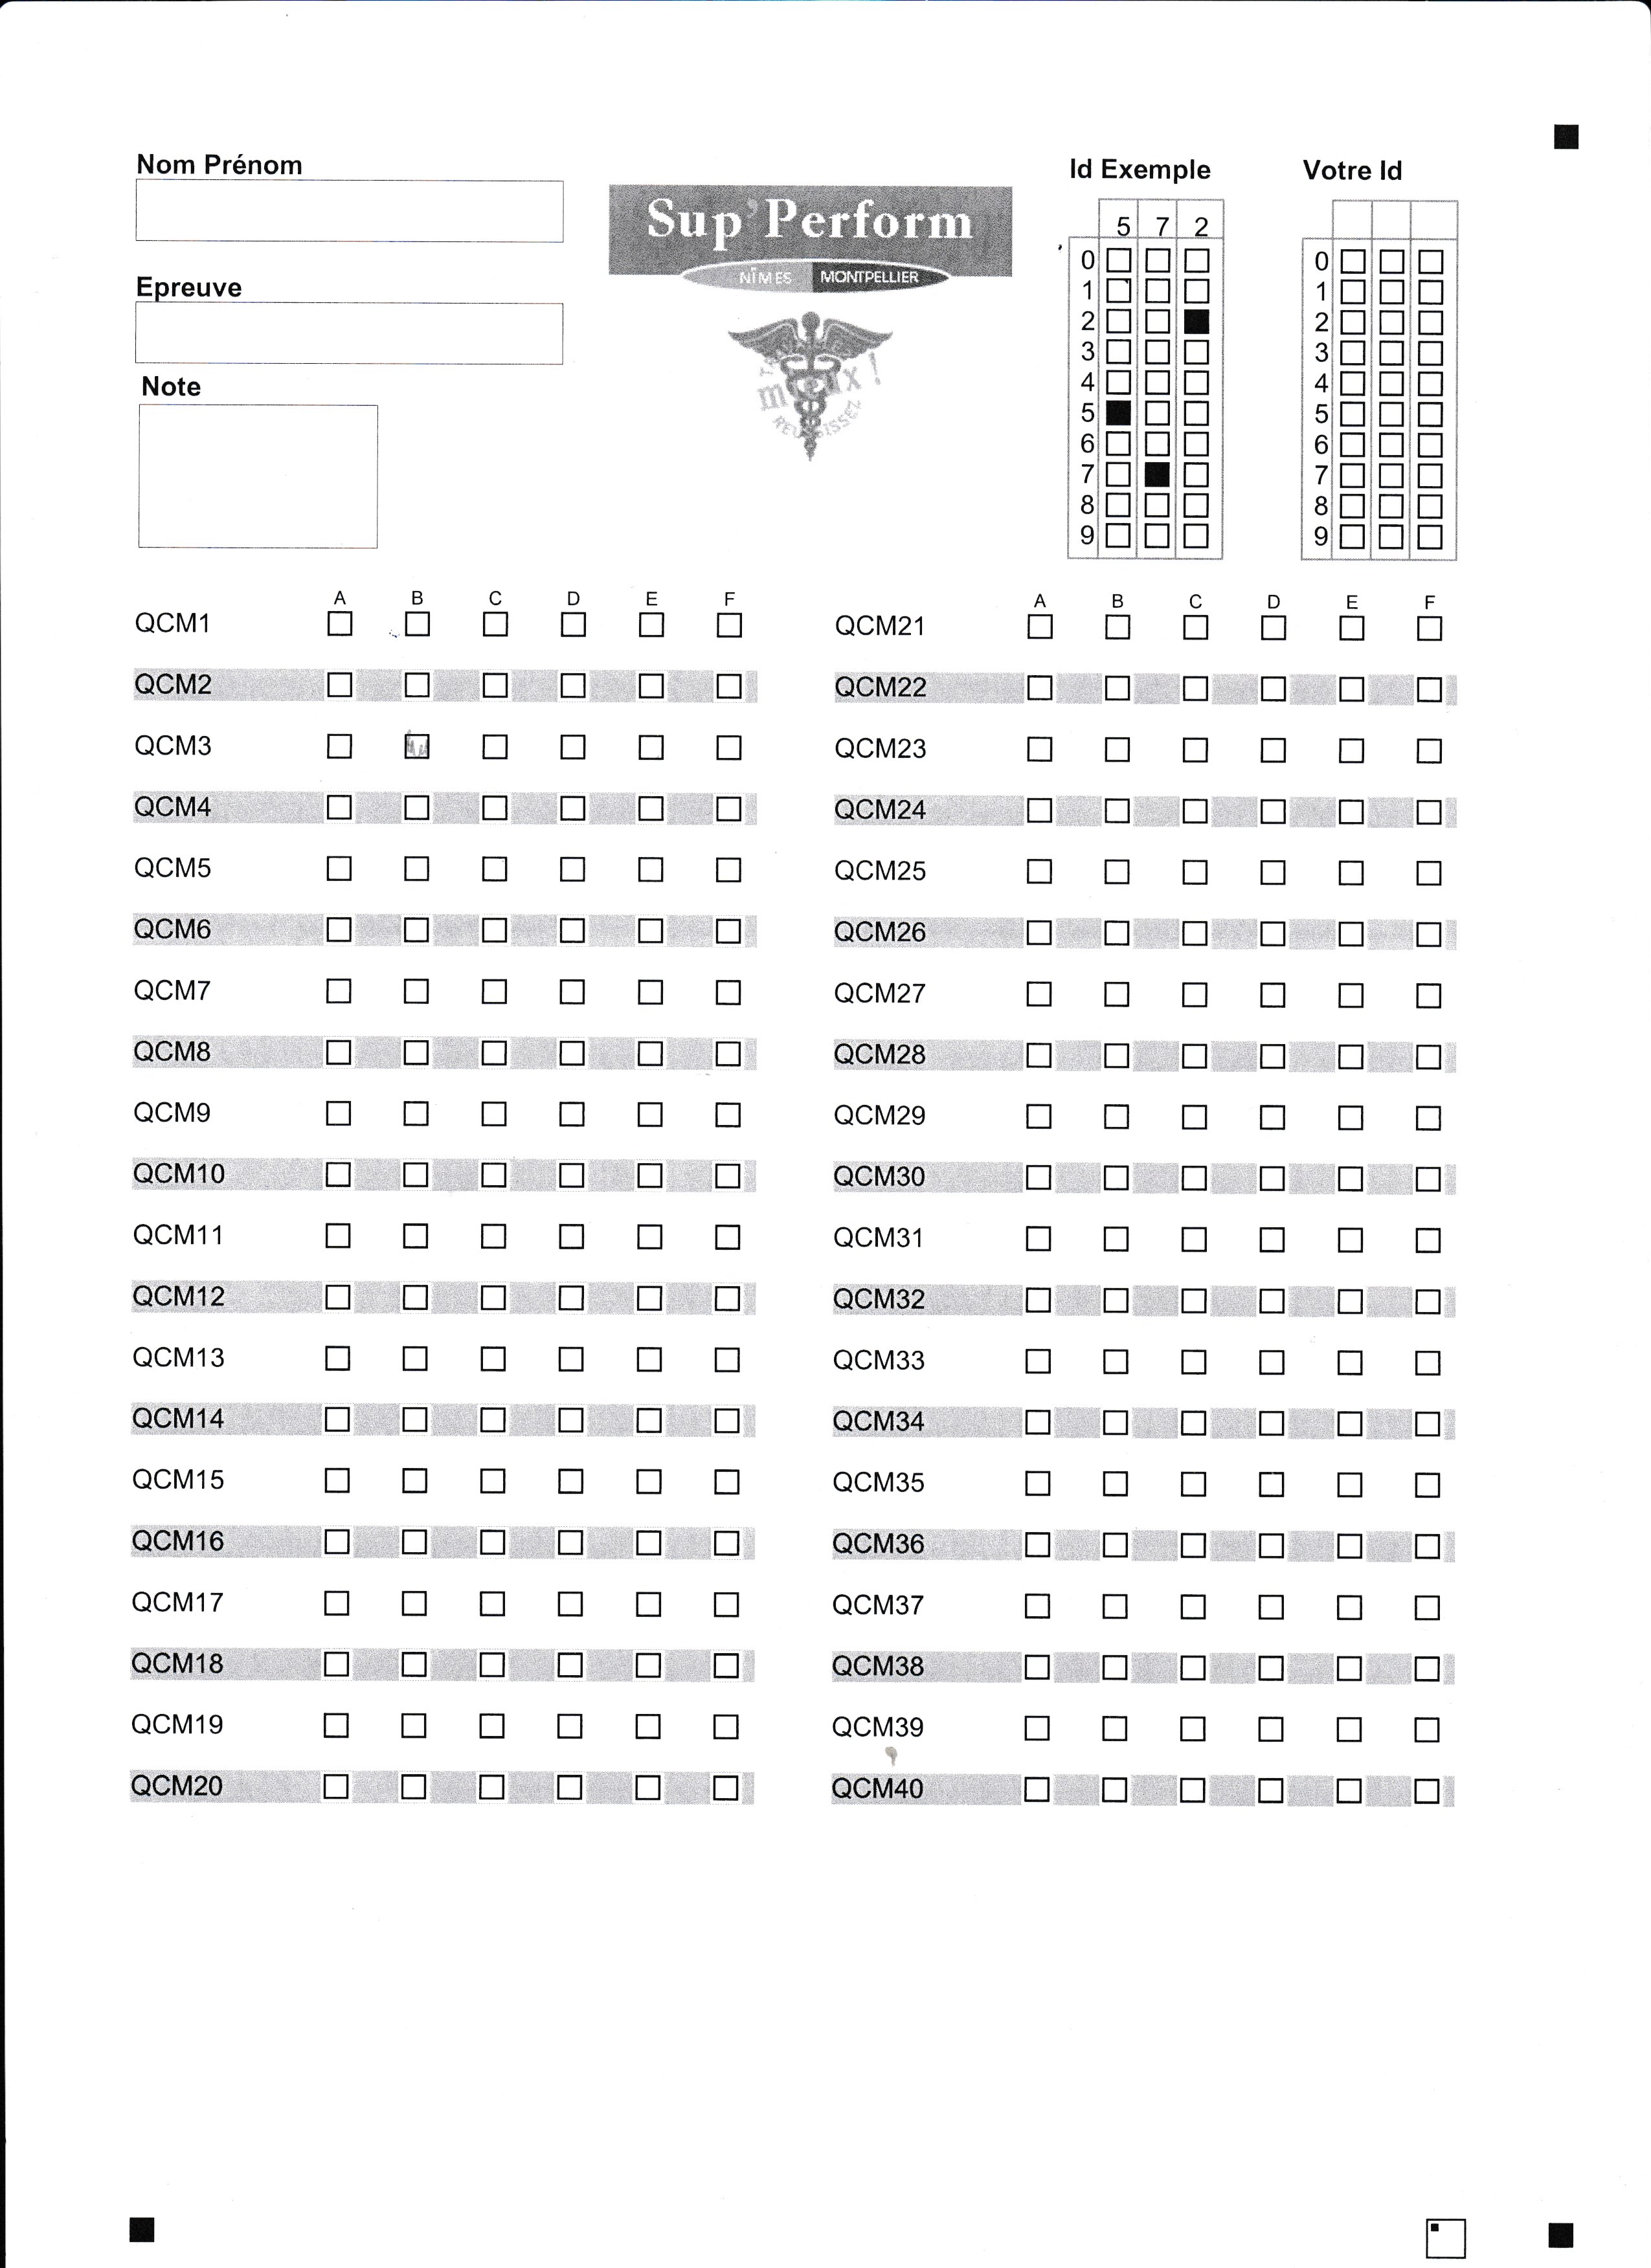 Nom Prénom
Id Exemple
Votre Id
Sup'Perform
NÎMES MONTPELLIER
5 7 2
Epreuve
Note
mieux !
RÉUSSISSEZ
0 0
1 1
2 2
3 3
4 4
5 5
6 6
7 7
8 8
9 9
A B C D E F
QCM1
QCM2
QCM3
QCM4
QCM5
QCM6
QCM7
QCM8
QCM9
QCM10
QCM11
QCM12
QCM13
QCM14
QCM15
QCM16
QCM17
QCM18
QCM19
QCM20
A B C D E F
QCM21
QCM22
QCM23
QCM24
QCM25
QCM26
QCM27
QCM28
QCM29
QCM30
QCM31
QCM32
QCM33
QCM34
QCM35
QCM36
QCM37
QCM38
QCM39
QCM40